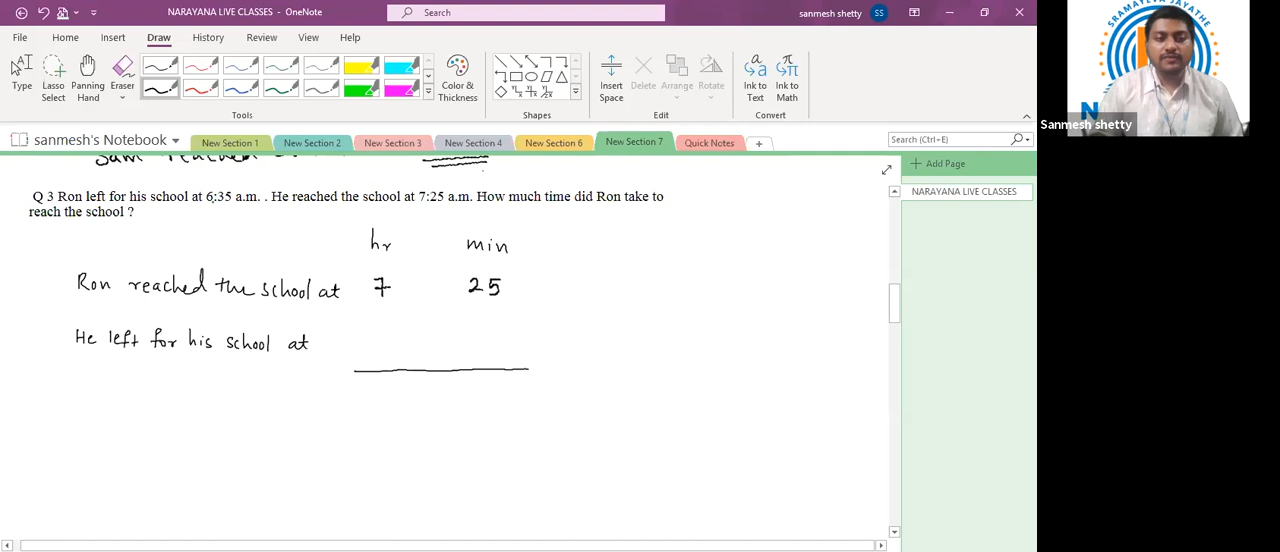 NARAYANA LIVE CLASSES - OneNote
Search
sanmesh shetty
SS
File Home Insert Draw History Review View Help
Type
Lasso Select
Panning Hand
Eraser
Color & Thickness
Insert Space
Delete
Arrange
Rotate
Ink to Text
Ink to Math
Tools
Shapes
Edit
Convert
sanmesh's Notebook
New Section 1
New Section 2
New Section 3
New Section 4
New Section 6
New Section 7
Quick Notes
Search (Ctrl+E)
Add Page
NARAYANA LIVE CLASSES
Sam reached
Q 3 Ron left for his school at 6:35 a.m. . He reached the school at 7:25 a.m. How much time did Ron take to
reach the school ?
hr min
Ron reached the school at 7 25
He left for his school at
SRAMAYEVA JAYATHE
N
Sanmesh shetty